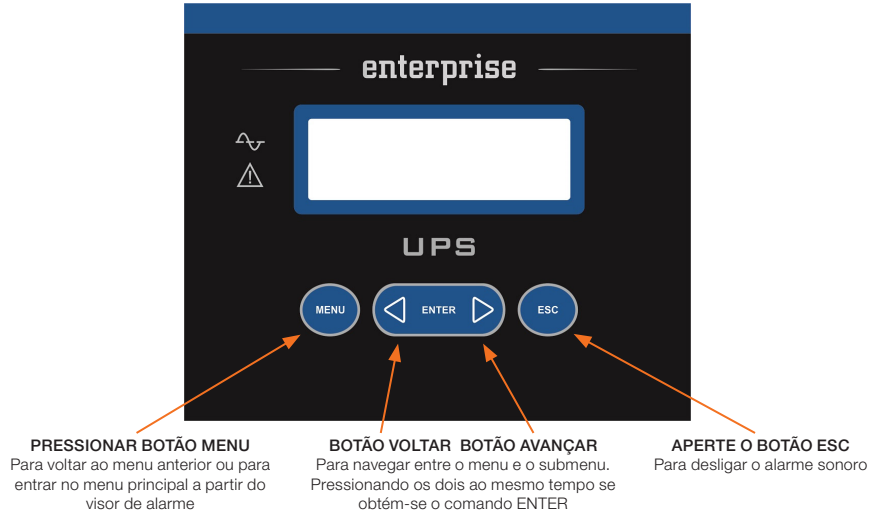 enterprise
UPS
MENU
ENTER
ESC
PRESSIONAR BOTÃO MENU
Para voltar ao menu anterior ou para
entrar no menu principal a partir do
visor de alarme
BOTÃO VOLTAR BOTÃO AVANÇAR
Para navegar entre o menu e o submenu.
Pressionando os dois ao mesmo tempo se
obtém-se o comando ENTER
APERTE O BOTÃO ESC
Para desligar o alarme sonoro